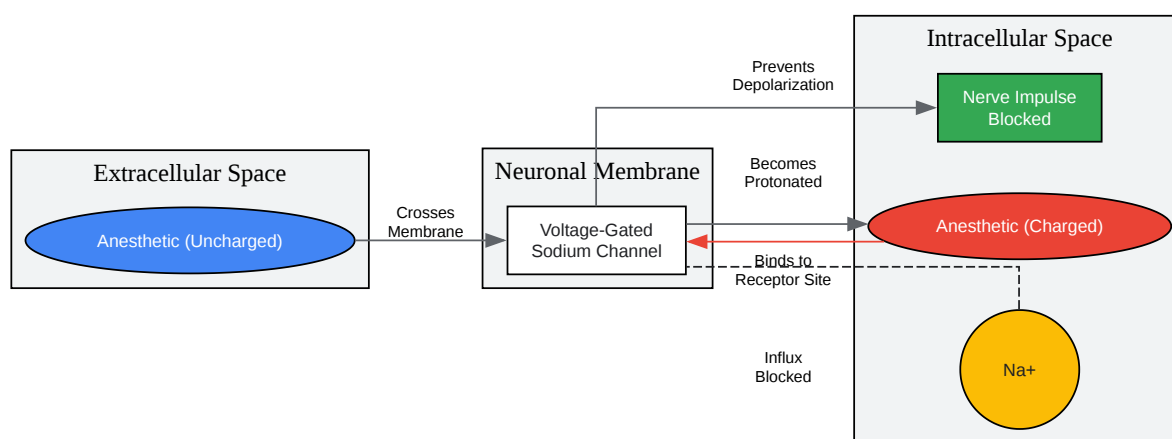 Extracellular Space
Anesthetic (Uncharged)
Crosses
Membrane
Neuronal Membrane
Voltage-Gated
Sodium Channel
Prevents
Depolarization
Becomes
Protonated
Binds to
Receptor Site
Influx
Blocked
Intracellular Space
Nerve Impulse
Blocked
Anesthetic (Charged)
Na+